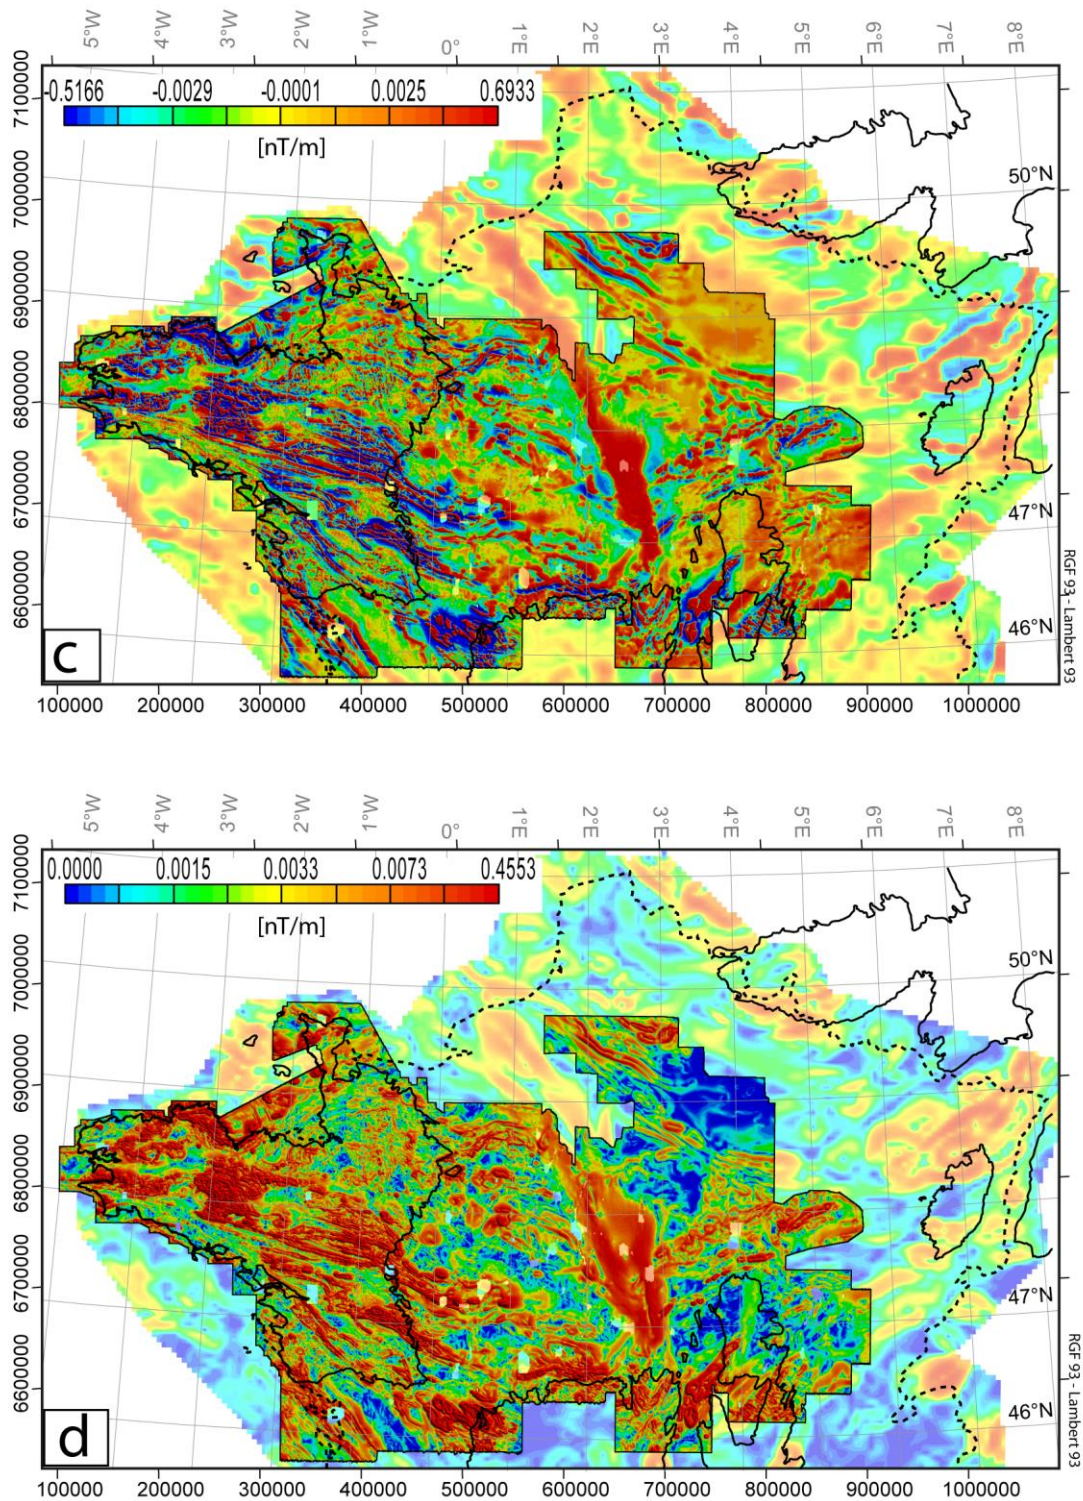 5°W 4°W 3°W 2°W 1°W 0° 1°E 2°E 3°E 4°E 5°E 6°E 7°E 8°E
-0.5166 -0.0029 -0.0001 0.0025 0.6933
[nT/m]
7100000
7000000
6900000
6800000
6700000
6600000
50°N
47°N
46°N
RGF 93 - Lambert 93
c
100000 200000 300000 400000 500000 600000 700000 800000 900000 1000000
5°W 4°W 3°W 2°W 1°W 0° 1°E 2°E 3°E 4°E 5°E 6°E 7°E 8°E
0.0000 0.0015 0.0033 0.0073 0.4553
[nT/m]
7100000
7000000
6900000
6800000
6700000
6600000
50°N
47°N
46°N
RGF 93 - Lambert 93
d
100000 200000 300000 400000 500000 600000 700000 800000 900000 1000000